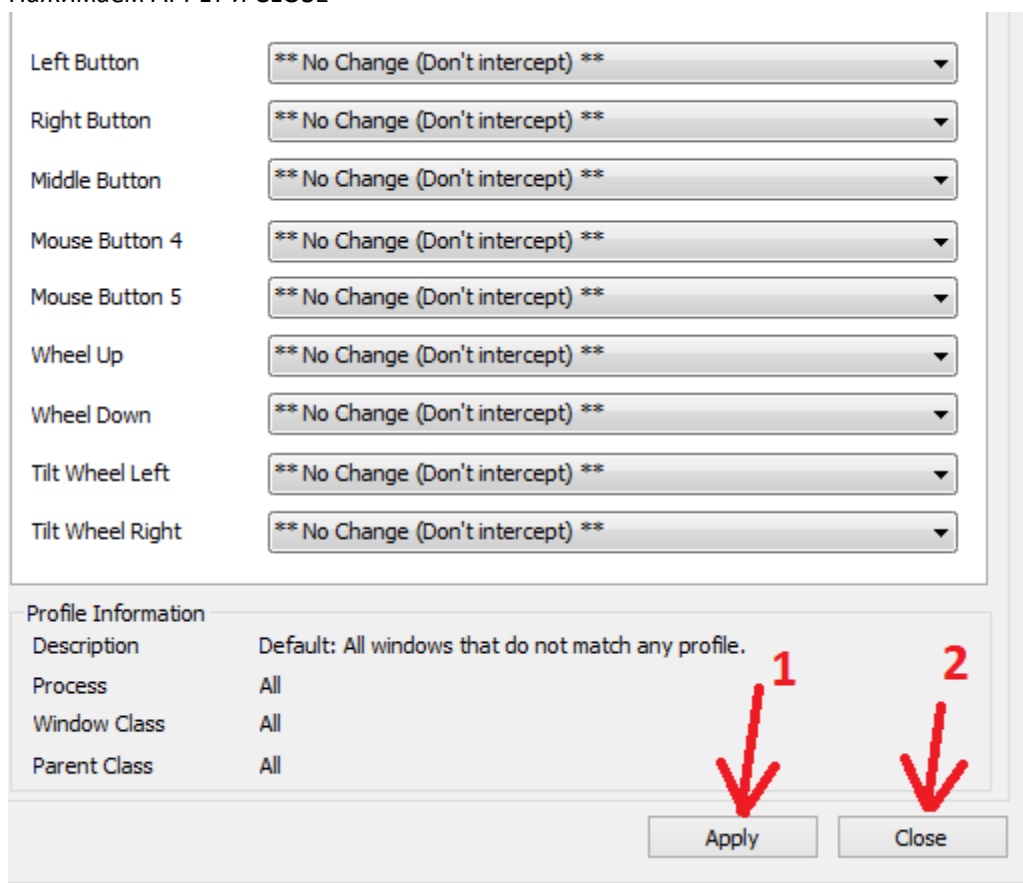 Нажимаем APPLY и CLOSE
Left Button ** No Change (Don't intercept) **
Right Button ** No Change (Don't intercept) **
Middle Button ** No Change (Don't intercept) **
Mouse Button 4 ** No Change (Don't intercept) **
Mouse Button 5 ** No Change (Don't intercept) **
Wheel Up ** No Change (Don't intercept) **
Wheel Down ** No Change (Don't intercept) **
Tilt Wheel Left ** No Change (Don't intercept) **
Tilt Wheel Right ** No Change (Don't intercept) **
Profile Information
Description Default: All windows that do not match any profile.
1 2
Process All
Window Class All
Parent Class All
Apply Close